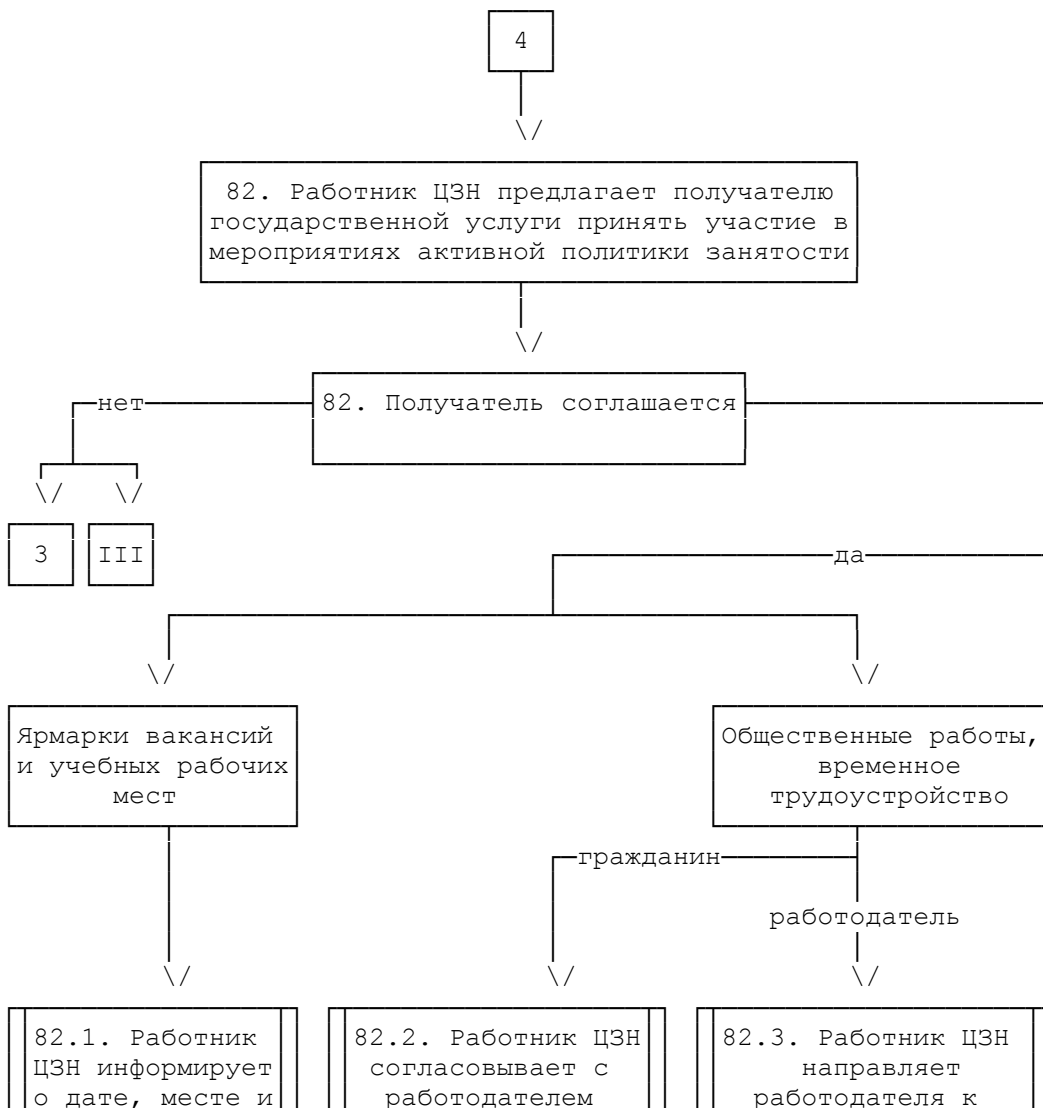 4
82. Работник ЦЗН предлагает получателю
государственной услуги принять участие в
мероприятиях активной политики занятости
нет
82. Получатель соглашается
3
III
да
Ярмарки вакансий
и учебных рабочих
мест
Общественные работы,
временное
трудоустройство
гражданин
работодатель
82.1. Работник
ЦЗН информирует
о дате, месте и
82.2. Работник ЦЗН
согласовывает с
работодателем
82.3. Работник ЦЗН
направляет
работодателя к